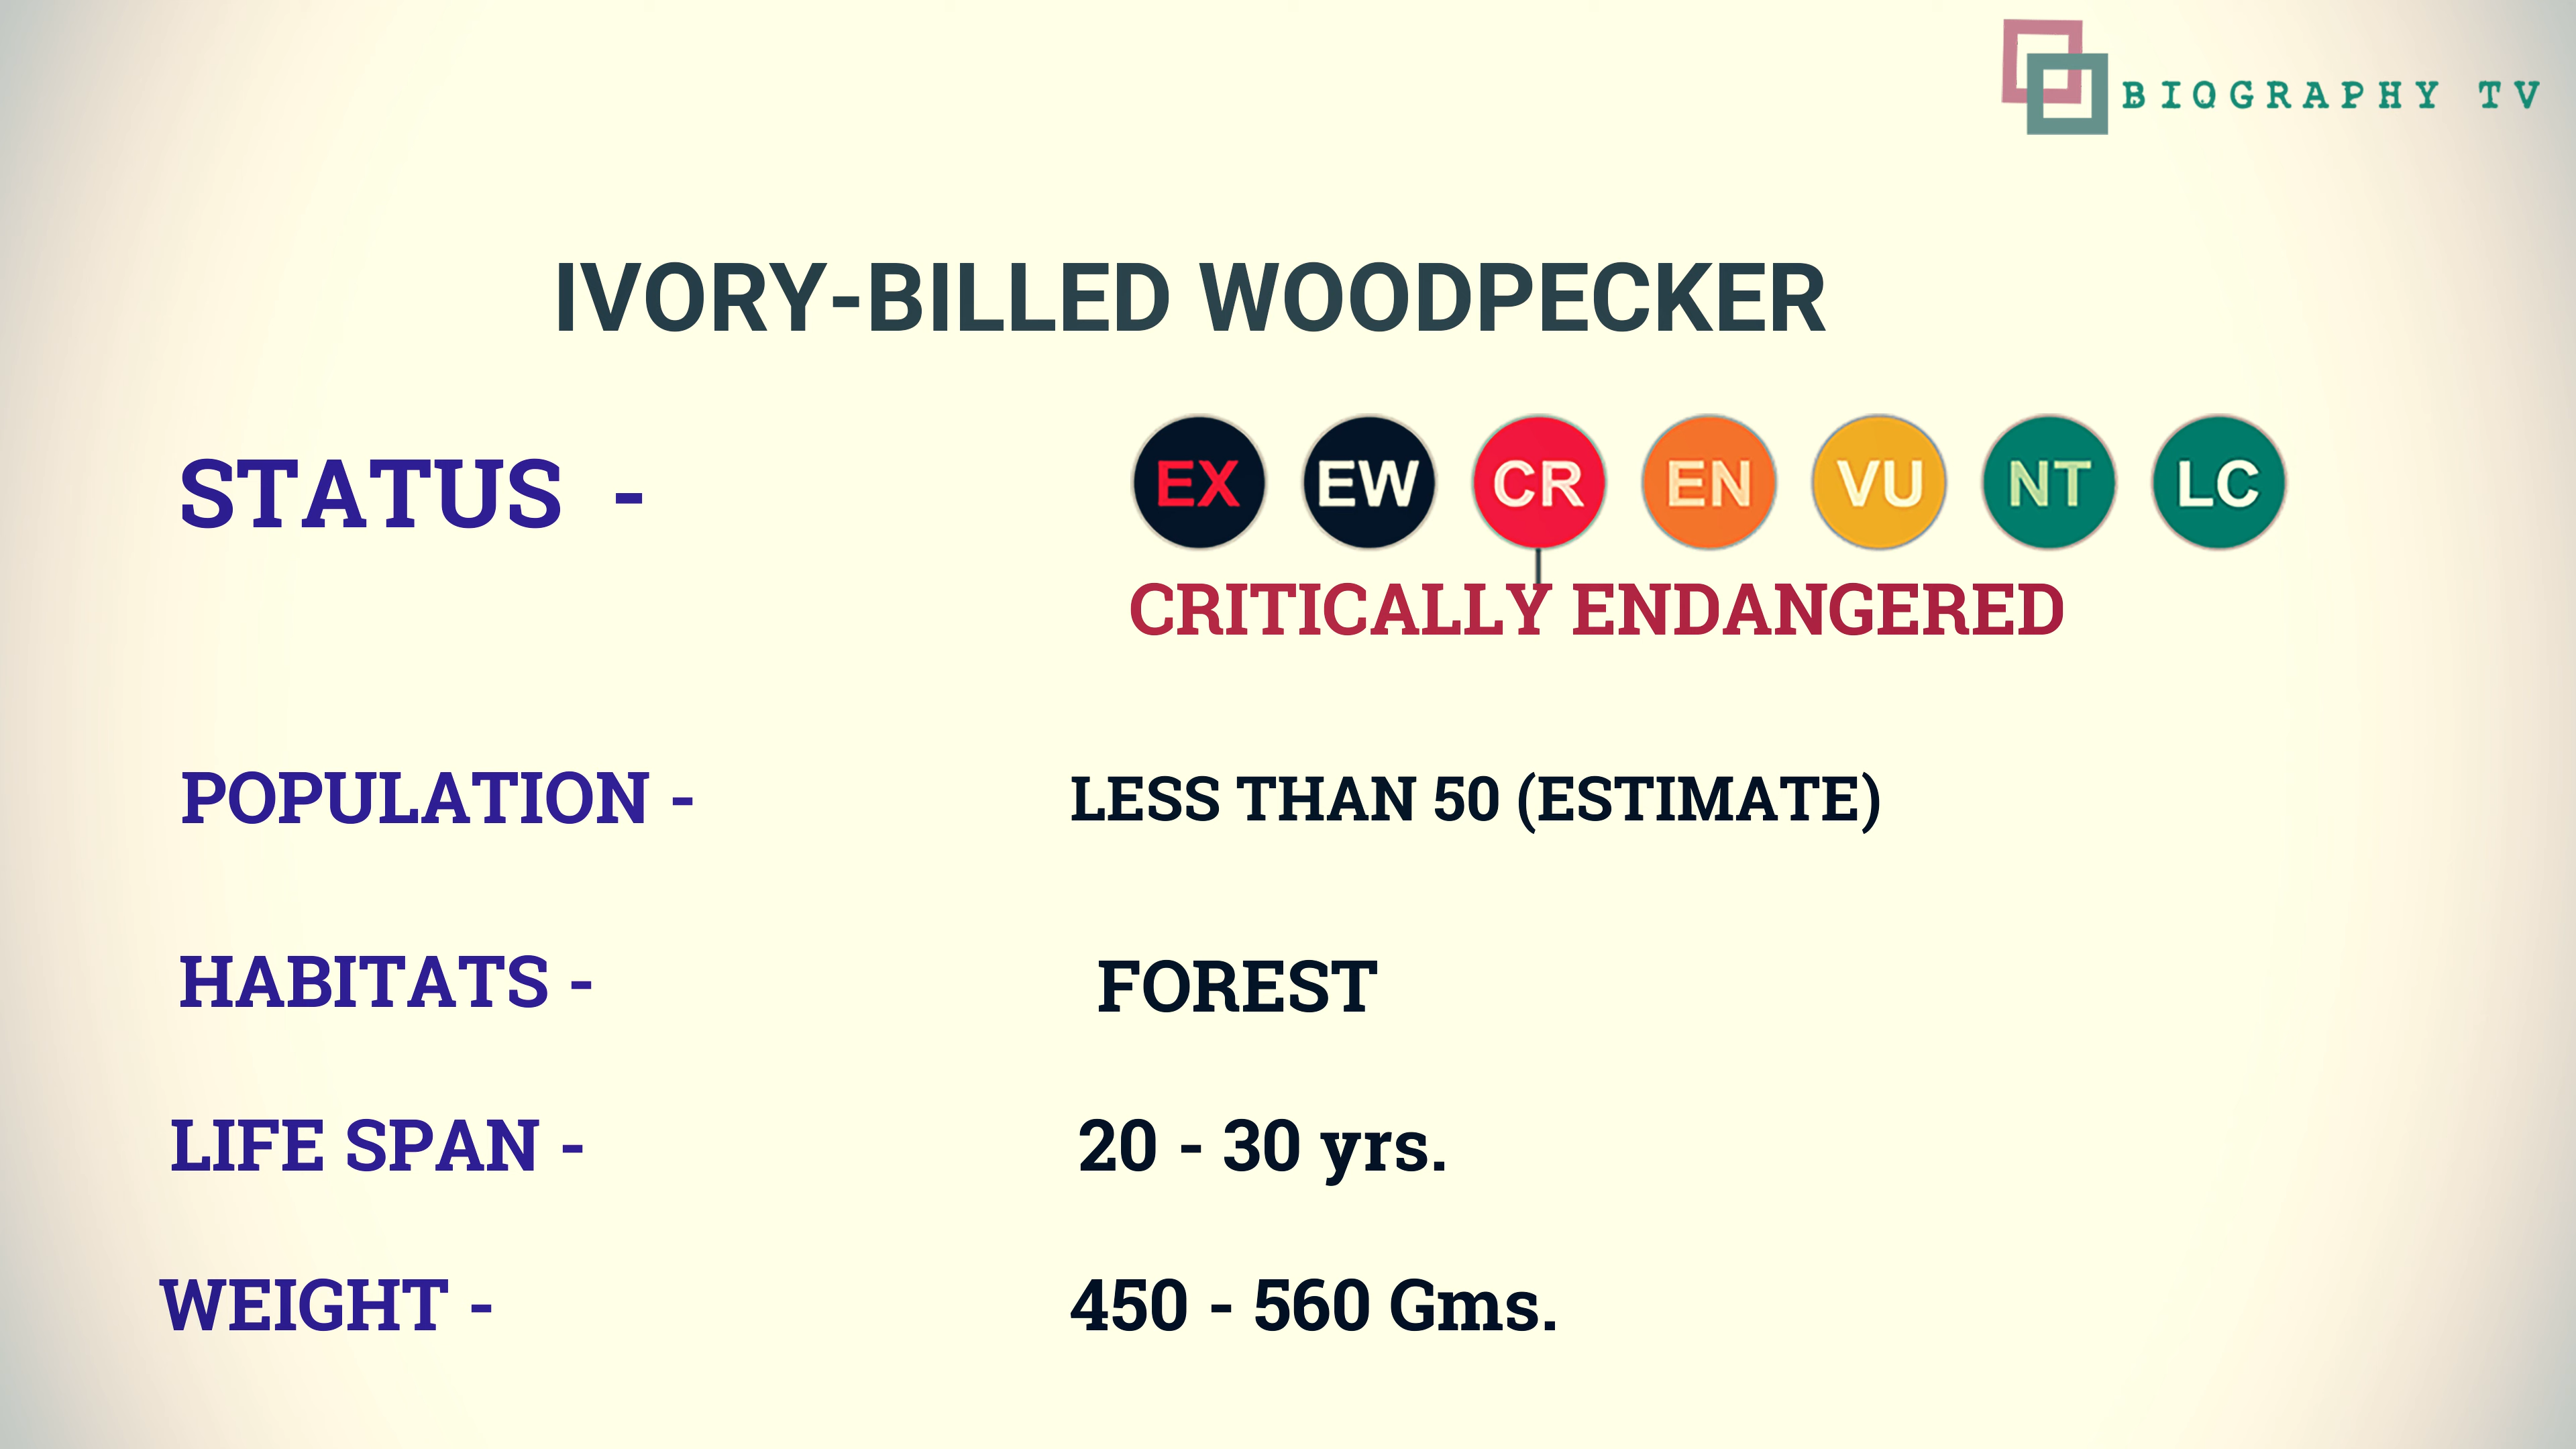 BIOGRAPHY TV
IVORY-BILLED WOODPECKER
STATUS -
EX EW CR EN VU NT LC
CRITICALLY ENDANGERED
POPULATION - LESS THAN 50 (ESTIMATE)
HABITATS - FOREST
LIFE SPAN - 20 - 30 yrs.
WEIGHT - 450 - 560 Gms.